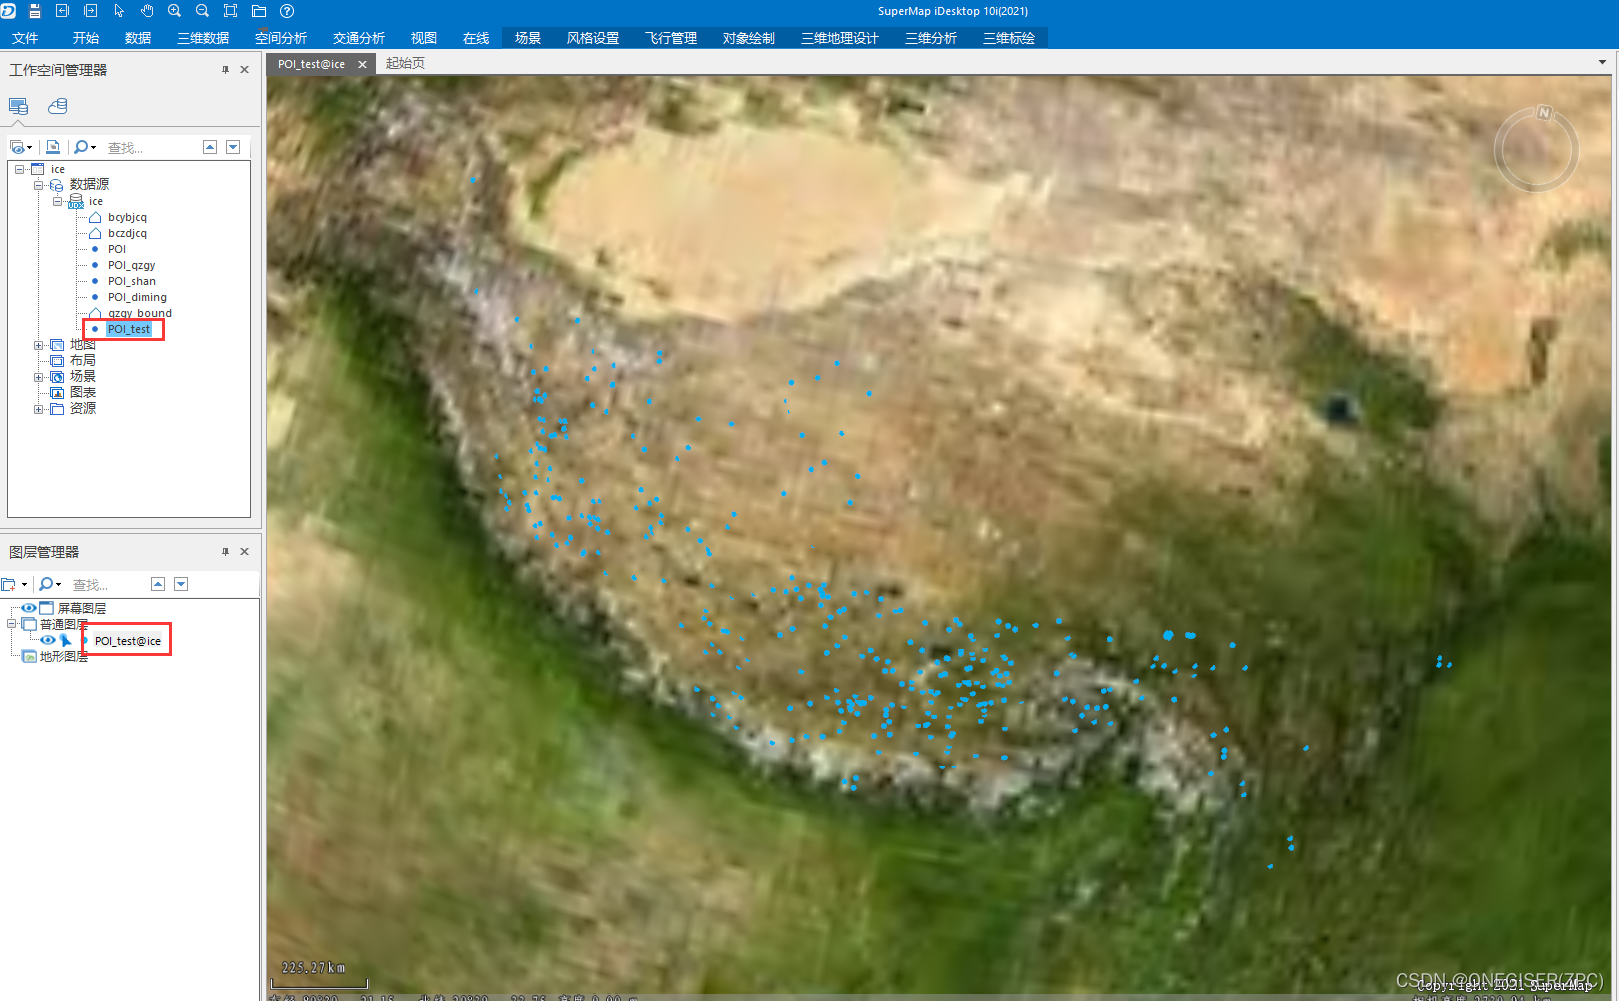 SuperMap iDesktop 10i(2021)
文件 开始 数据 三维数据 空间分析 交通分析 视图 在线 场景 风格设置 飞行管理 对象绘制 三维地理设计 三维分析 三维标绘
工作空间管理器
POI_test@ice 起始页
N
查找...
ice
数据源
ice
UDX
bcybjcq
bczdjcq
POI
POI_qzgy
POI_shan
POI_diming
qzgy_bound
POI_test
地图
布局
场景
图表
资源
图层管理器
查找...
屏幕图层
普通图层
POI_test@ice
地形图层
225.27km
CSDN @ONEGISER(ZPC)
Copyright 2021 SuperMap